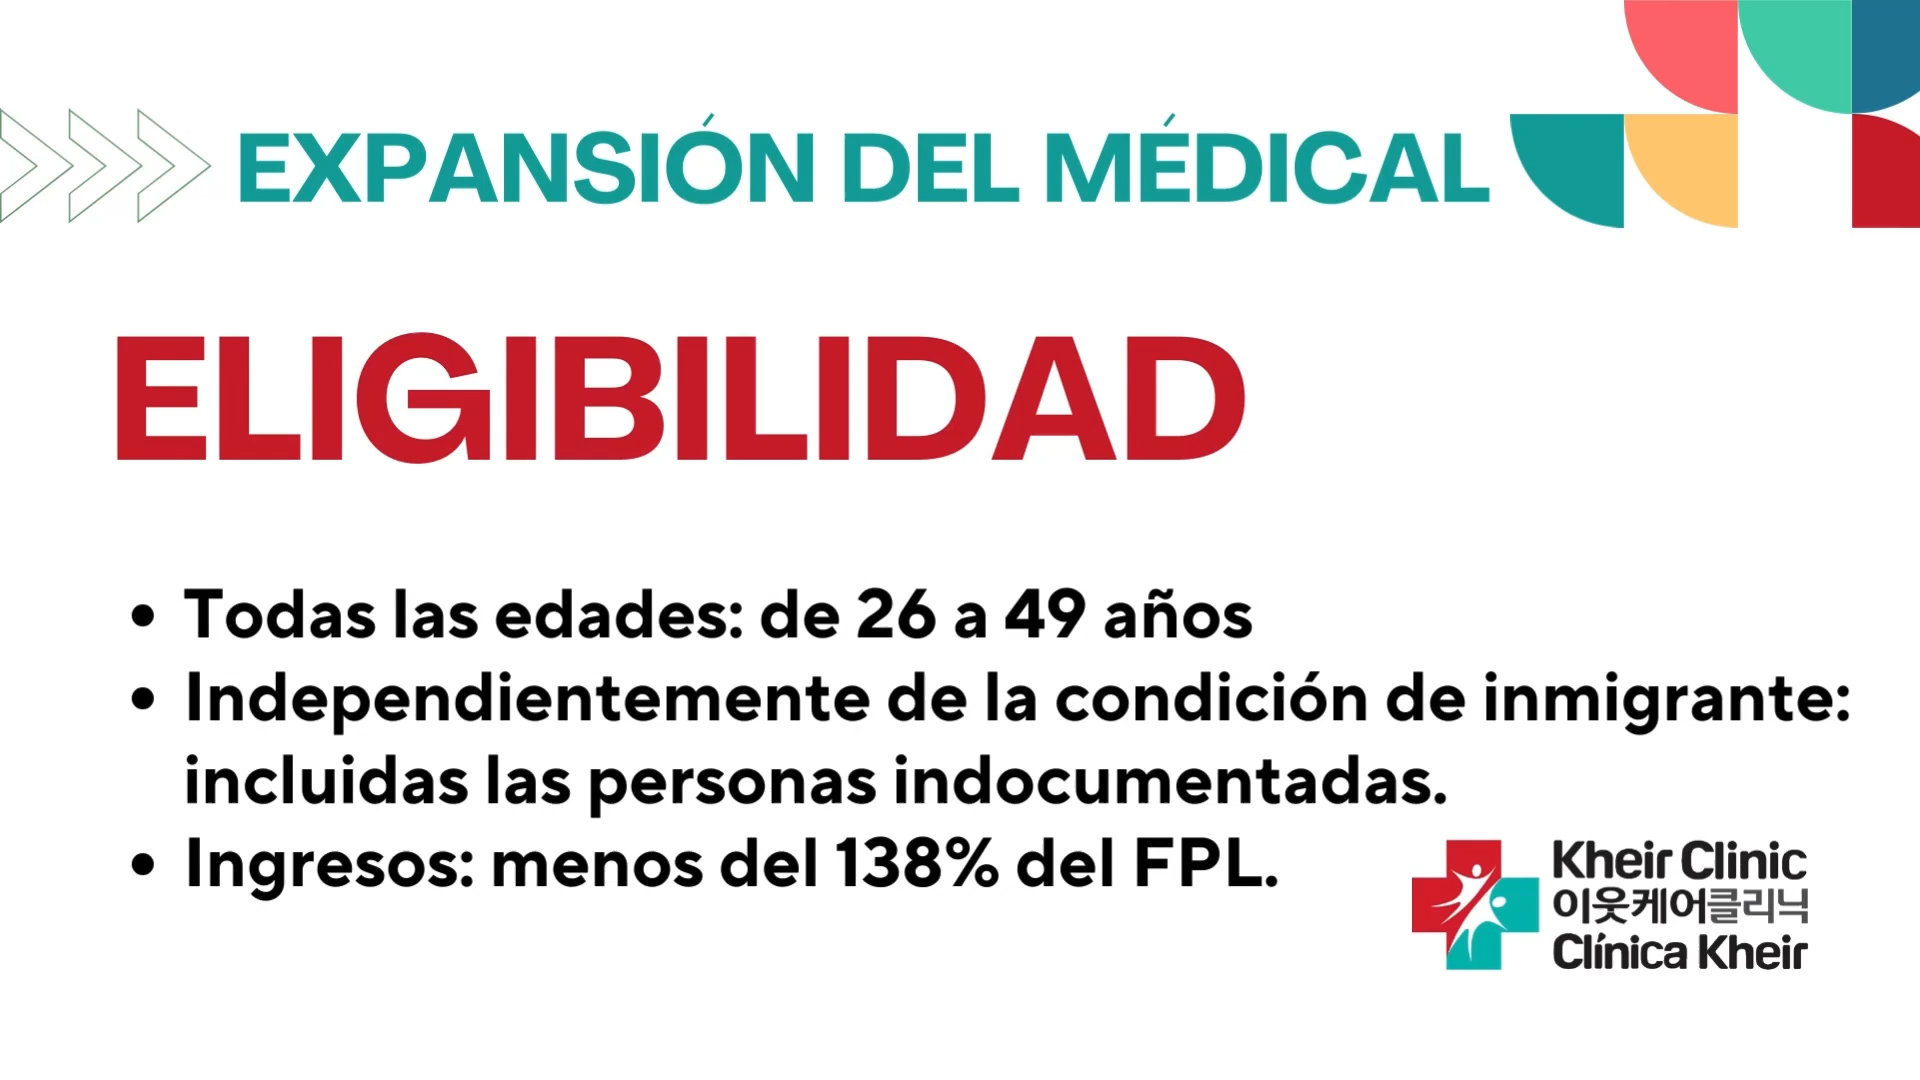 EXPANSIÓN DEL MÉDICAL
ELIGIBILIDAD
• Todas las edades: de 26 a 49 años
• Independientemente de la condición de inmigrante:
incluidas las personas indocumentadas.
• Ingresos: menos del 138% del FPL.
Kheir Clinic
이웃케어클리닉
Clínica Kheir